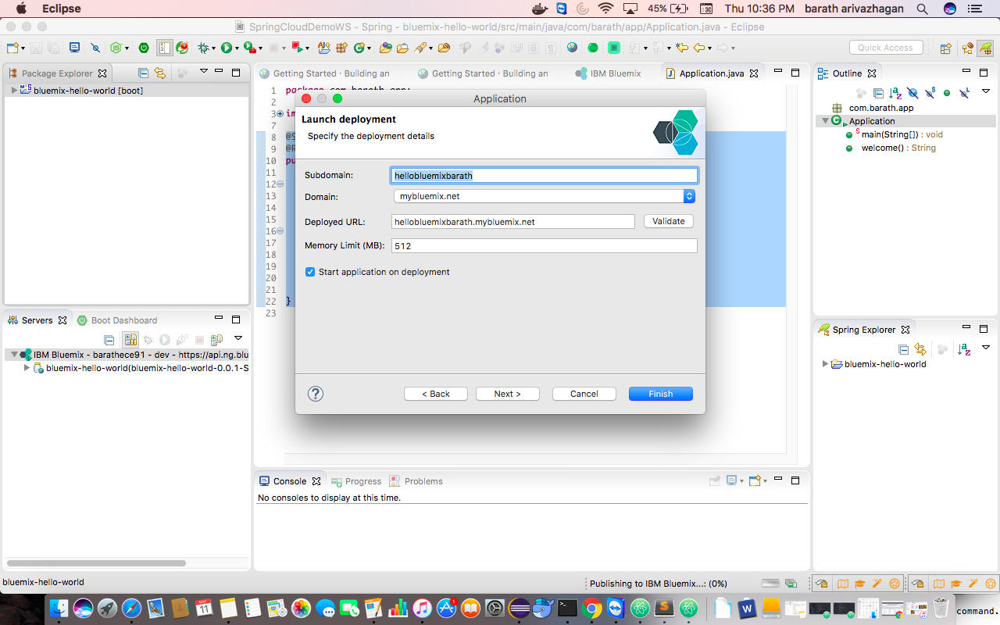 Eclipse
45%
Thu 10:36 PM
barath arivazhagan
SpringCloudDemoWS - Spring - bluemix-hello-world/src/main/java/com/barath/app/Application.java - Eclipse
Quick Access
Package Explorer
bluemix-hello-world [boot]
Getting Started · Building an
Getting Started · Building an
IBM Bluemix
Application.java
1
2
3
7
8
9
10
11
12
13
14
15
16
17
18
19
20
21
22
23
package com.barath.app;
im
@S
@R
pu
}
Application
Launch deployment
Specify the deployment details
Subdomain:
hellobluemixbarath
Domain:
mybluemix.net
Deployed URL:
hellobluemixbarath.mybluemix.net
Validate
Memory Limit (MB):
512
Start application on deployment
?
< Back
Next >
Cancel
Finish
Outline
com.barath.app
Application
main(String[]) : void
welcome() : String
Servers
Boot Dashboard
IBM Bluemix - barathece91 - dev - https://api.ng.blu
bluemix-hello-world(bluemix-hello-world-0.0.1-S
Spring Explorer
bluemix-hello-world
Console
Progress
Problems
No consoles to display at this time.
bluemix-hello-world
Publishing to IBM Bluemix...: (0%)
11
command.